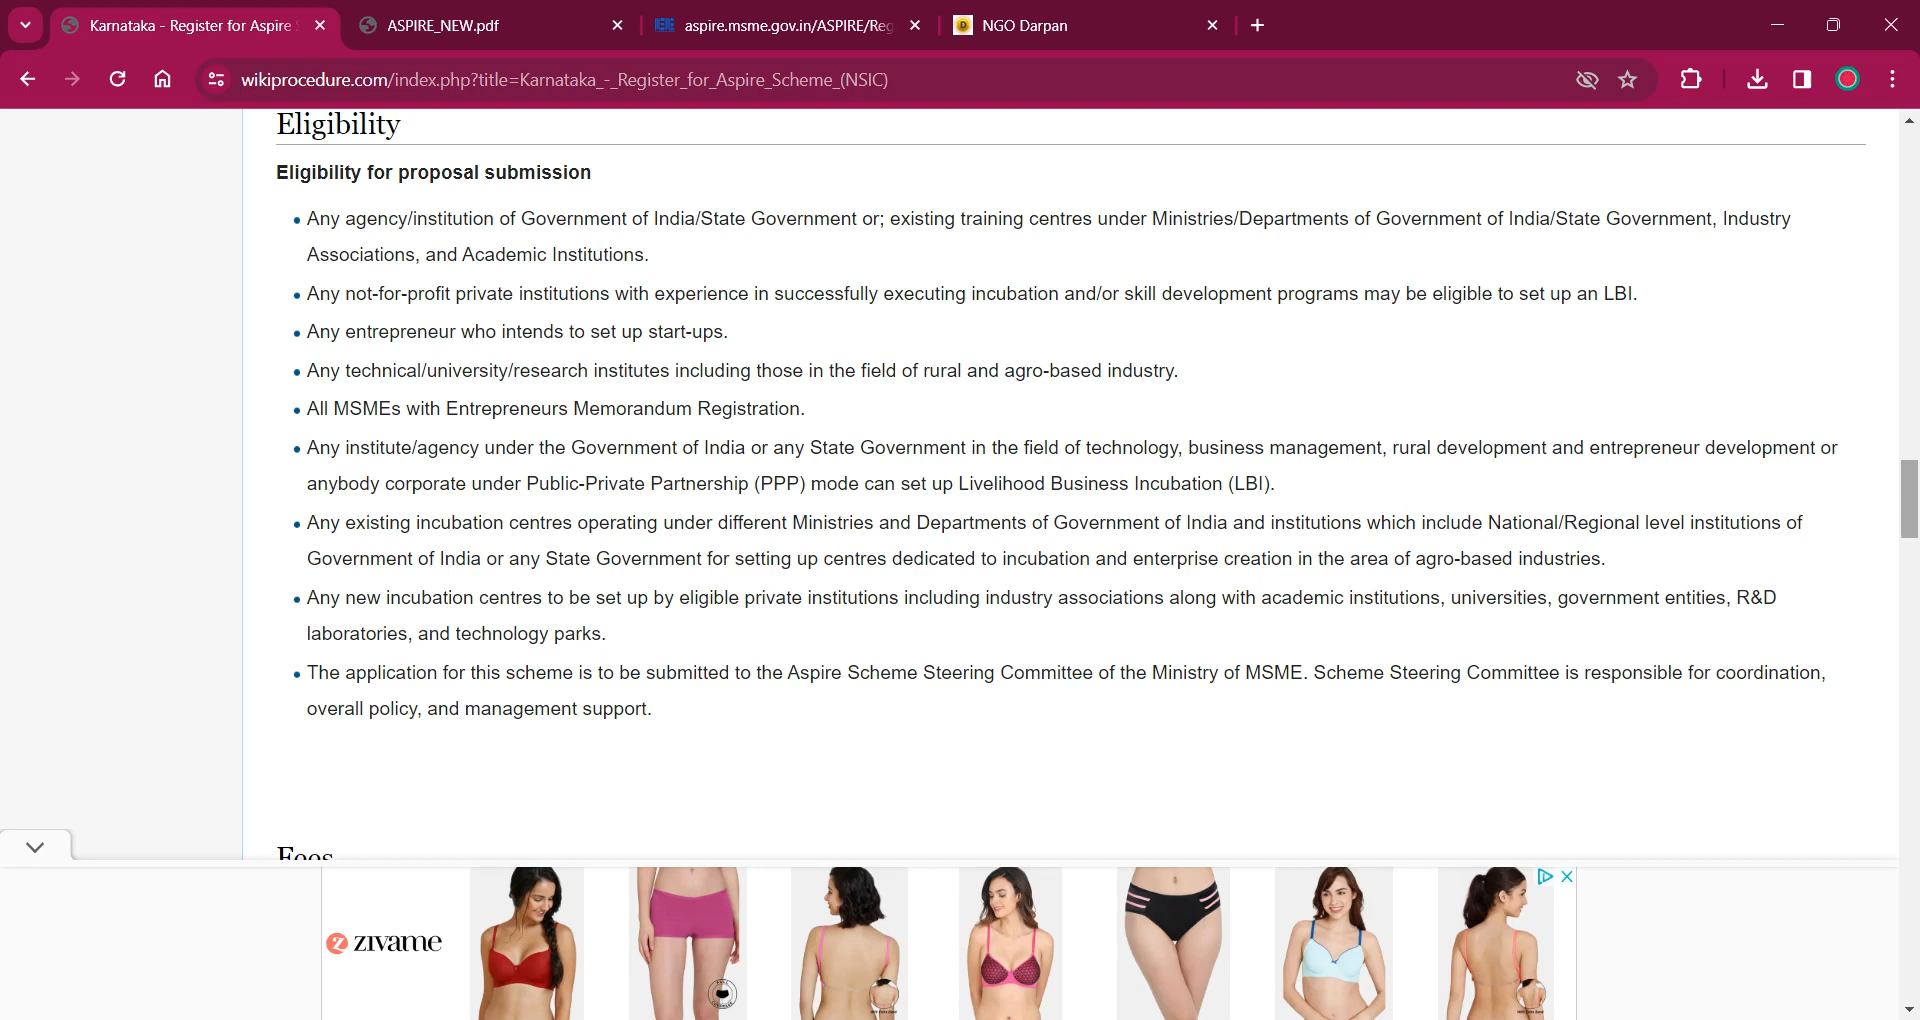 Karnataka - Register for Aspire
ASPIRE_NEW.pdf
aspire.msme.gov.in/ASPIRE/Reg
NGO Darpan
wikiprocedure.com/index.php?title=Karnataka_-_Register_for_Aspire_Scheme_(NSIC)
Eligibility
Eligibility for proposal submission
Any agency/institution of Government of India/State Government or; existing training centres under Ministries/Departments of Government of India/State Government, Industry
Associations, and Academic Institutions.
Any not-for-profit private institutions with experience in successfully executing incubation and/or skill development programs may be eligible to set up an LBI.
Any entrepreneur who intends to set up start-ups.
Any technical/university/research institutes including those in the field of rural and agro-based industry.
All MSMEs with Entrepreneurs Memorandum Registration.
Any institute/agency under the Government of India or any State Government in the field of technology, business management, rural development and entrepreneur development or
anybody corporate under Public-Private Partnership (PPP) mode can set up Livelihood Business Incubation (LBI).
Any existing incubation centres operating under different Ministries and Departments of Government of India and institutions which include National/Regional level institutions of
Government of India or any State Government for setting up centres dedicated to incubation and enterprise creation in the area of agro-based industries.
Any new incubation centres to be set up by eligible private institutions including industry associations along with academic institutions, universities, government entities, R&D
laboratories, and technology parks.
The application for this scheme is to be submitted to the Aspire Scheme Steering Committee of the Ministry of MSME. Scheme Steering Committee is responsible for coordination,
overall policy, and management support.
Fees
zivame